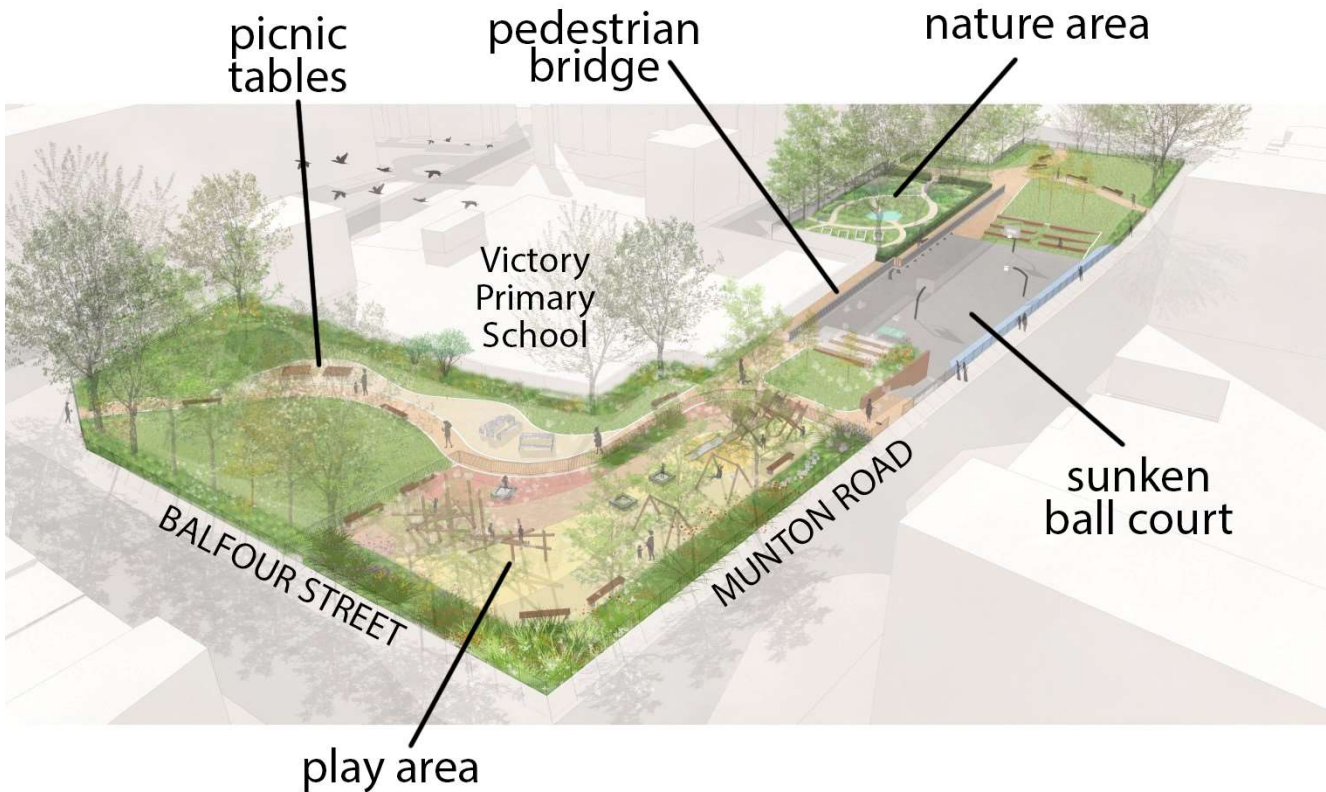 picnic
tables
pedestrian
bridge
nature area
Victory
Primary
School
BALFOUR STREET
MUNTON ROAD
sunken
ball court
play area